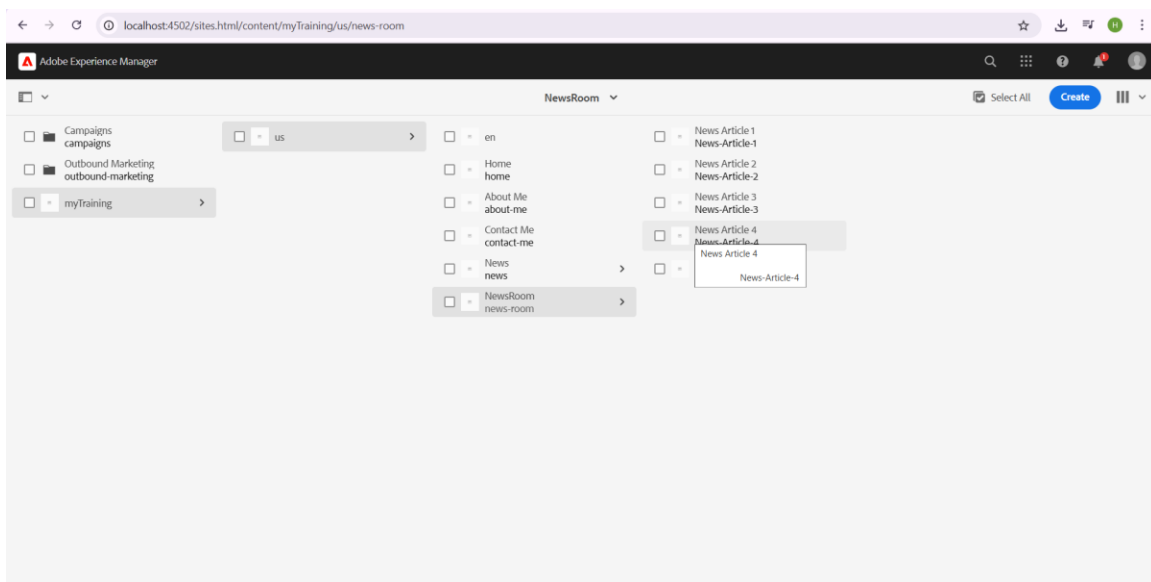 localhost:4502/sites.html/content/myTraining/us/news-room
H
Adobe Experience Manager
NewsRoom
Select All
Create
Campaigns
campaigns
Outbound Marketing
outbound-marketing
myTraining
us
en
Home
home
About Me
about-me
Contact Me
contact-me
News
news
NewsRoom
news-room
News Article 1
News-Article-1
News Article 2
News-Article-2
News Article 3
News-Article-3
News Article 4
News-Article-4
News Article 4
News-Article-4